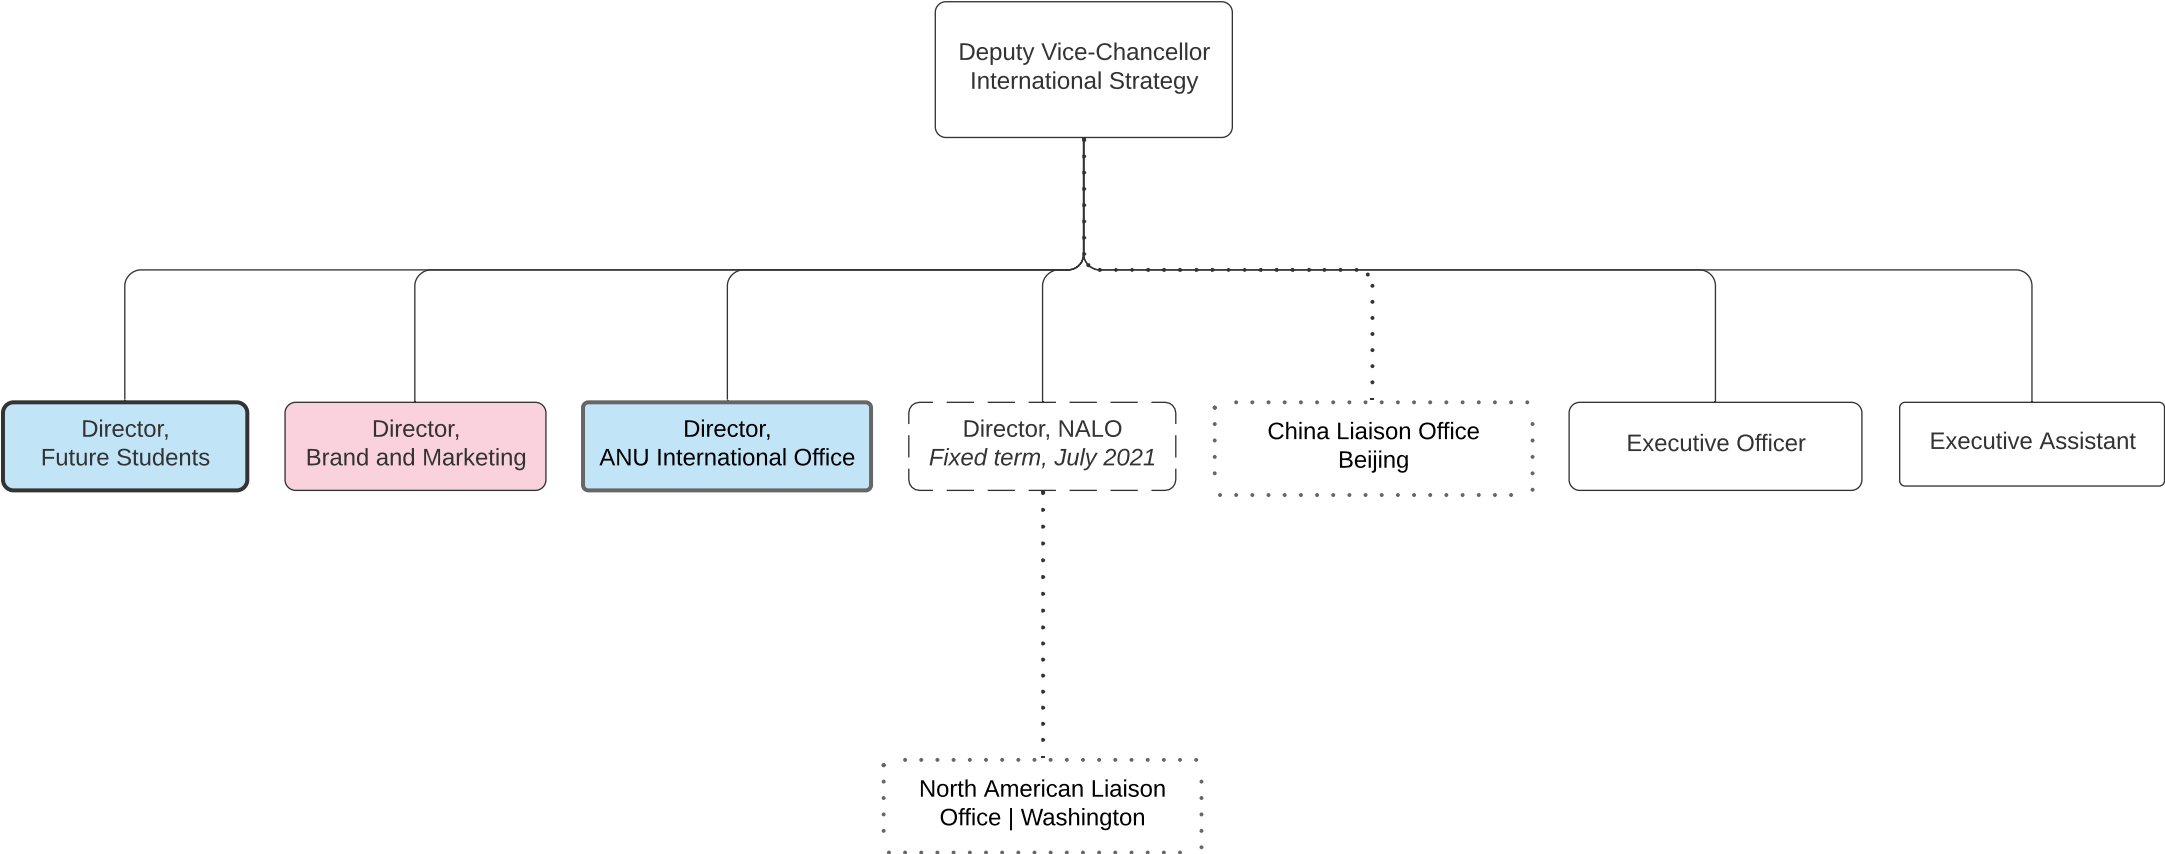 Deputy Vice-Chancellor
International Strategy
Director,
Future Students
Director,
Brand and Marketing
Director,
ANU International Office
Director, NALO
Fixed term, July 2021
China Liaison Office
Beijing
Executive Officer
Executive Assistant
North American Liaison
Office | Washington